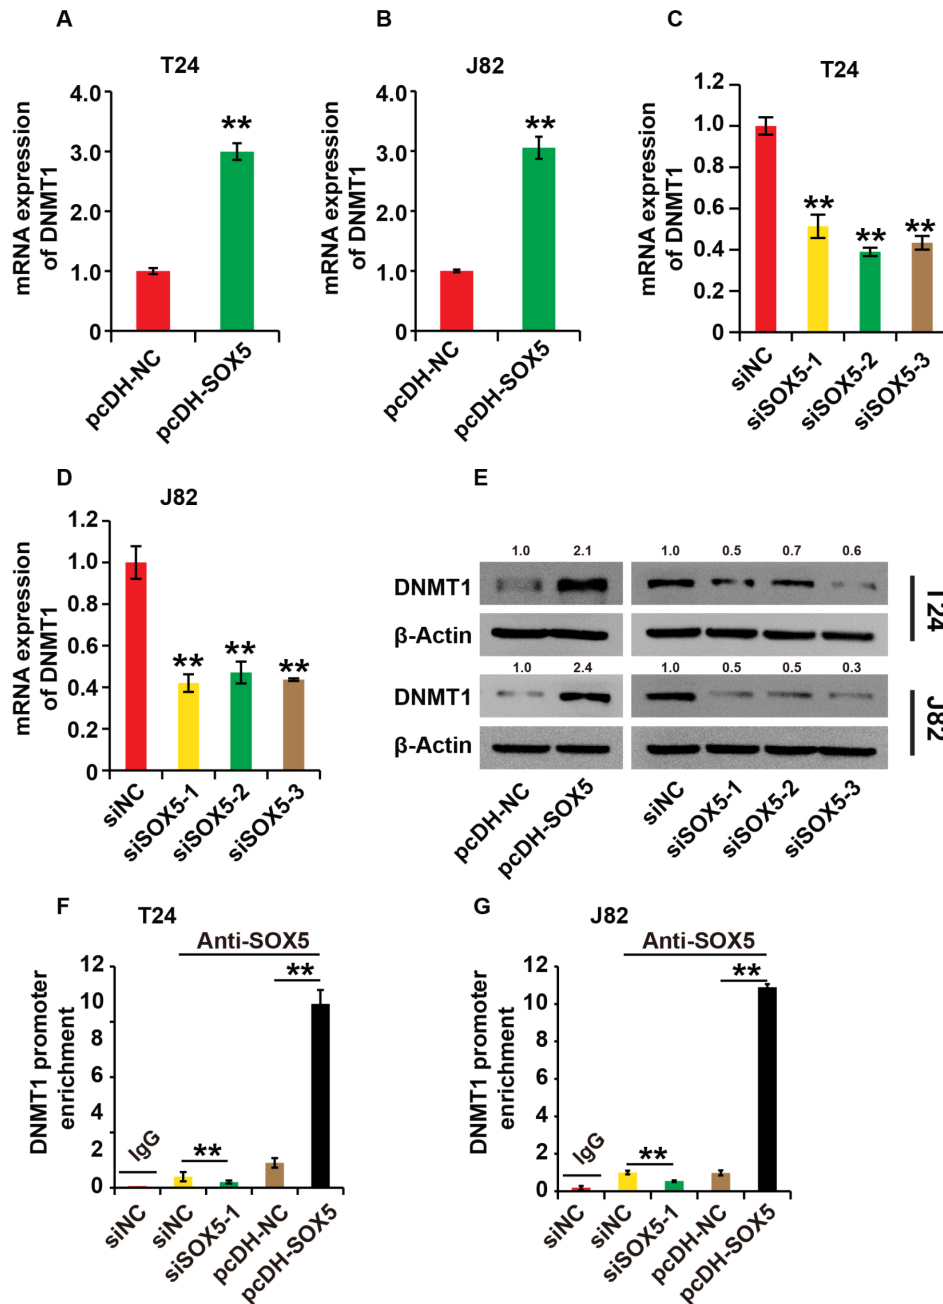 A
T24
mRNA expression
of DNMT1
4.0
3.0
2.0
1.0
0
**
pcDH-NC
pcDH-SOX5
B
J82
mRNA expression
of DNMT1
4.0
3.0
2.0
1.0
0
**
pcDH-NC
pcDH-SOX5
C
T24
mRNA expression
of DNMT1
1.2
1.0
0.8
0.6
0.4
0.2
0
**
**
**
siNC
siSOX5-1
siSOX5-2
siSOX5-3
D
J82
mRNA expression
of DNMT1
1.2
1.0
0.8
0.6
0.4
0.2
0
**
**
**
siNC
siSOX5-1
siSOX5-2
siSOX5-3
E
1.0 2.1 1.0 0.5 0.7 0.6
DNMT1
β-Actin
T24
1.0 2.4 1.0 0.5 0.5 0.3
DNMT1
β-Actin
J82
pcDH-NC
pcDH-SOX5
siNC
siSOX5-1
siSOX5-2
siSOX5-3
F
T24
Anti-SOX5
DNMT1 promoter
enrichment
12
10
8
6
4
2
0
IgG
**
**
siNC
siNC
siSOX5-1
pcDH-NC
pcDH-SOX5
G
J82
Anti-SOX5
DNMT1 promoter
enrichment
12
10
8
6
4
2
0
IgG
**
**
siNC
siNC
siSOX5-1
pcDH-NC
pcDH-SOX5